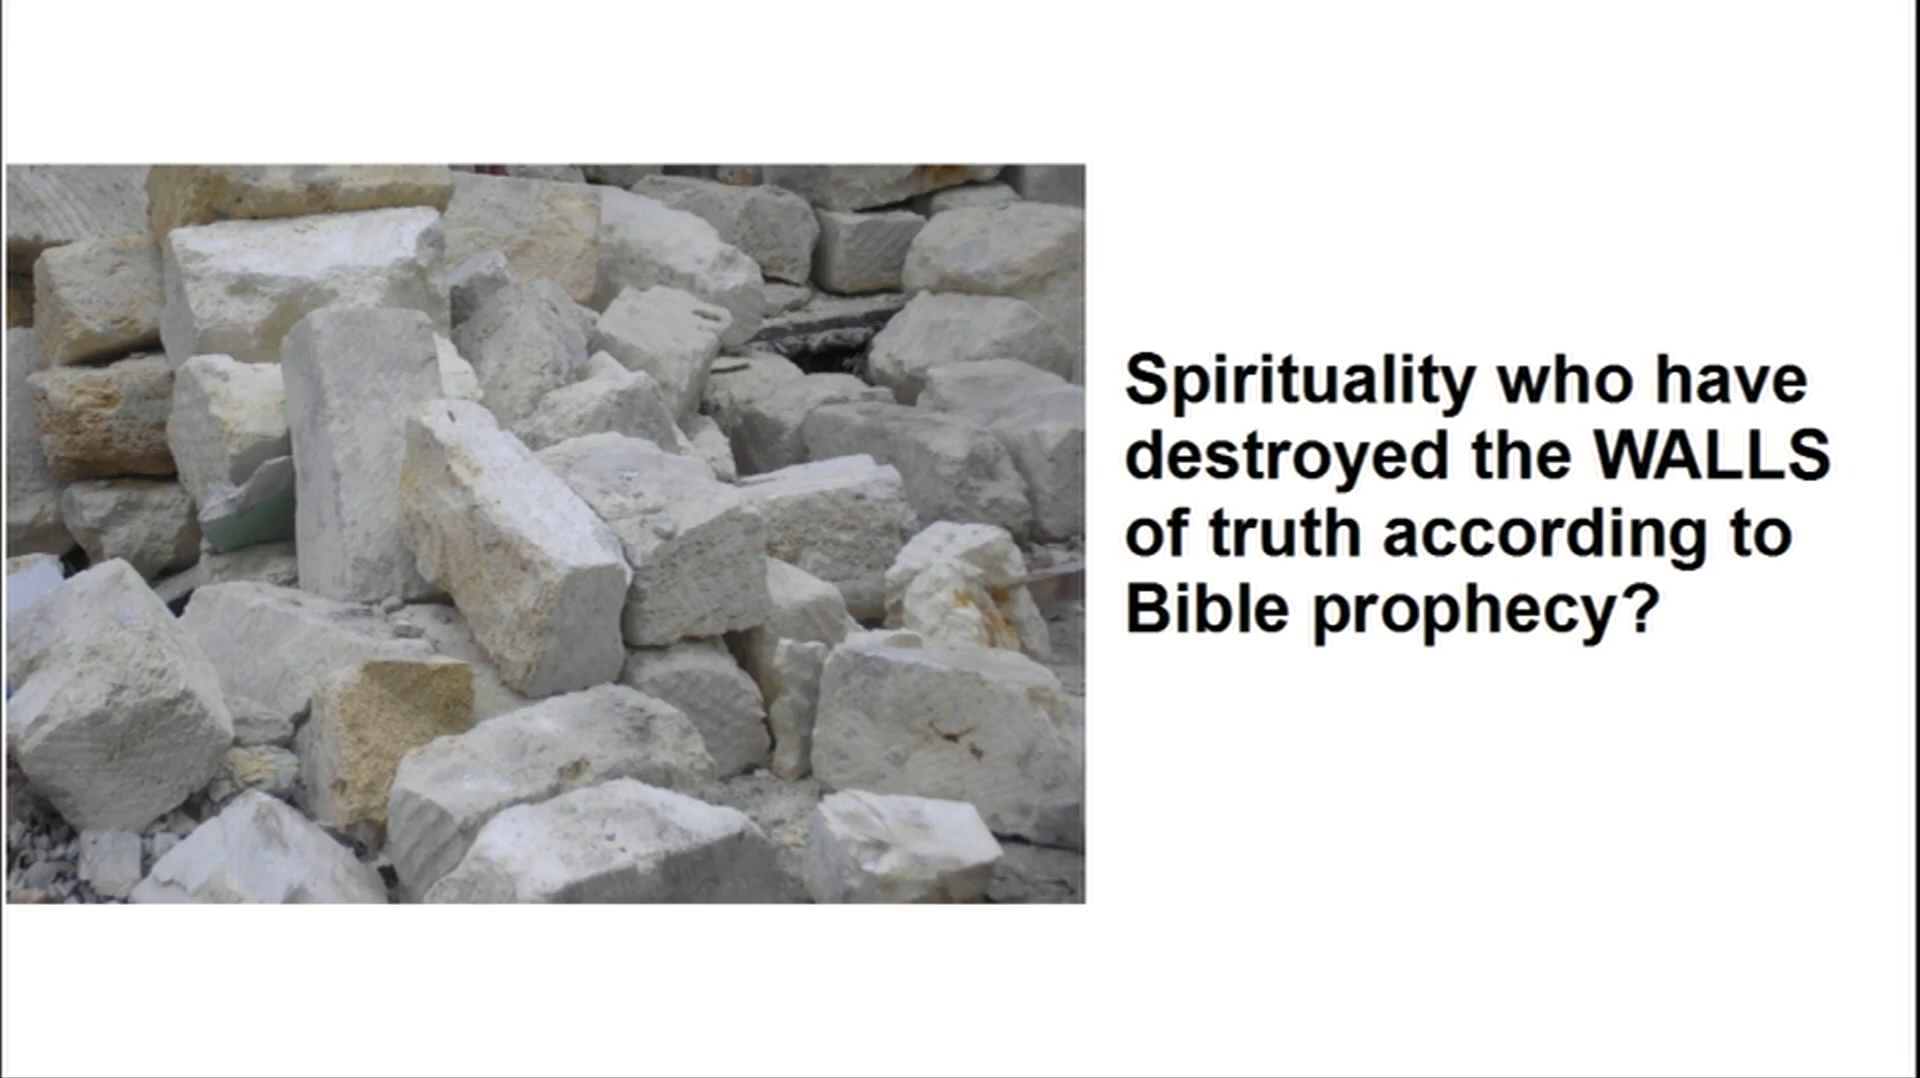 Spirituality who have
destroyed the WALLS
of truth according to
Bible prophecy?